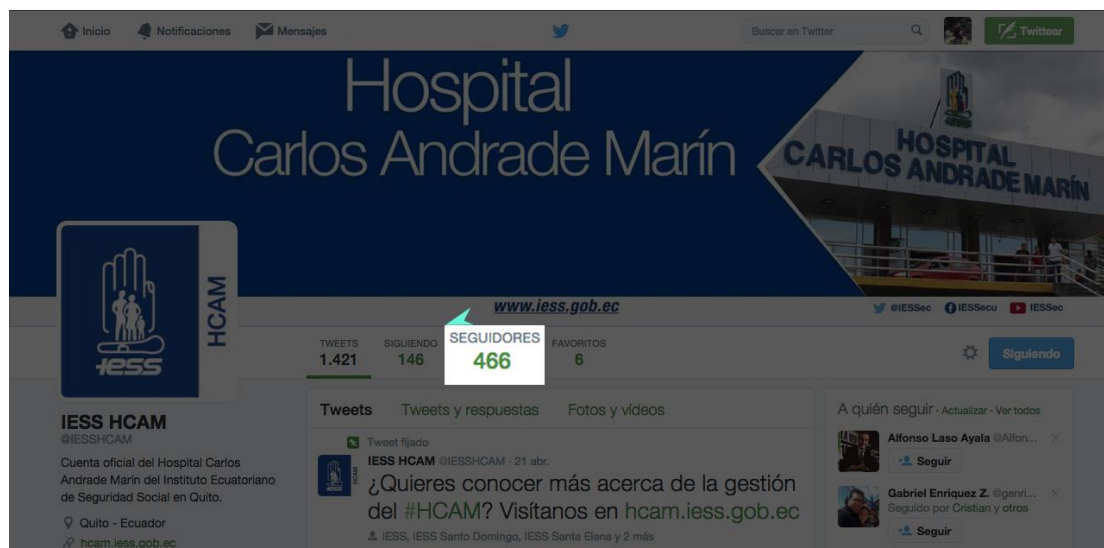 Inicio Notificaciones Mensajes Buscar en Twitter Twittear
Hospital
Carlos Andrade Marín
HOSPITAL
CARLOS ANDRADE MARÍN
HCAM
IESS
www.iess.gob.ec
@IESSec IESSecu IESSec
TWEETS SIGUIENDO SEGUIDORES FAVORITOS
1.421 146 466 6
Siguiendo
IESS HCAM
@IESSHCAM
Cuenta oficial del Hospital Carlos
Andrade Marín del Instituto Ecuatoriano
de Seguridad Social en Quito.
Quito - Ecuador
hcam.iess.gob.ec
Tweets Tweets y respuestas Fotos y vídeos
Tweet fijado
IESS HCAM @IESSHCAM · 21 abr.
¿Quieres conocer más acerca de la gestión
del #HCAM? Visítanos en hcam.iess.gob.ec
IESS, IESS Santo Domingo, IESS Santa Elena y 2 más
A quién seguir · Actualizar · Ver todos
Alfonso Laso Ayala @Alfon...
Seguir
Gabriel Enriquez Z. @genri...
Seguido por Cristian y otros
Seguir